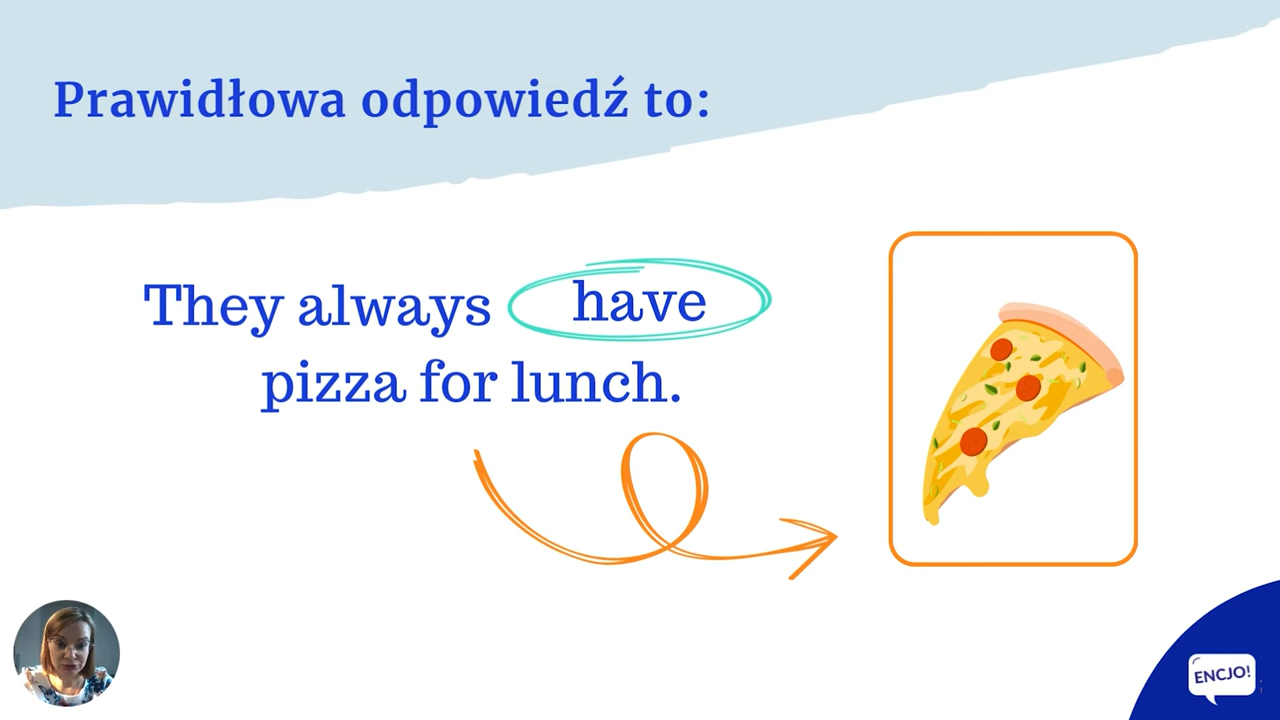 Prawidłowa odpowiedź to:
They always have
pizza for lunch.
ENCJO!